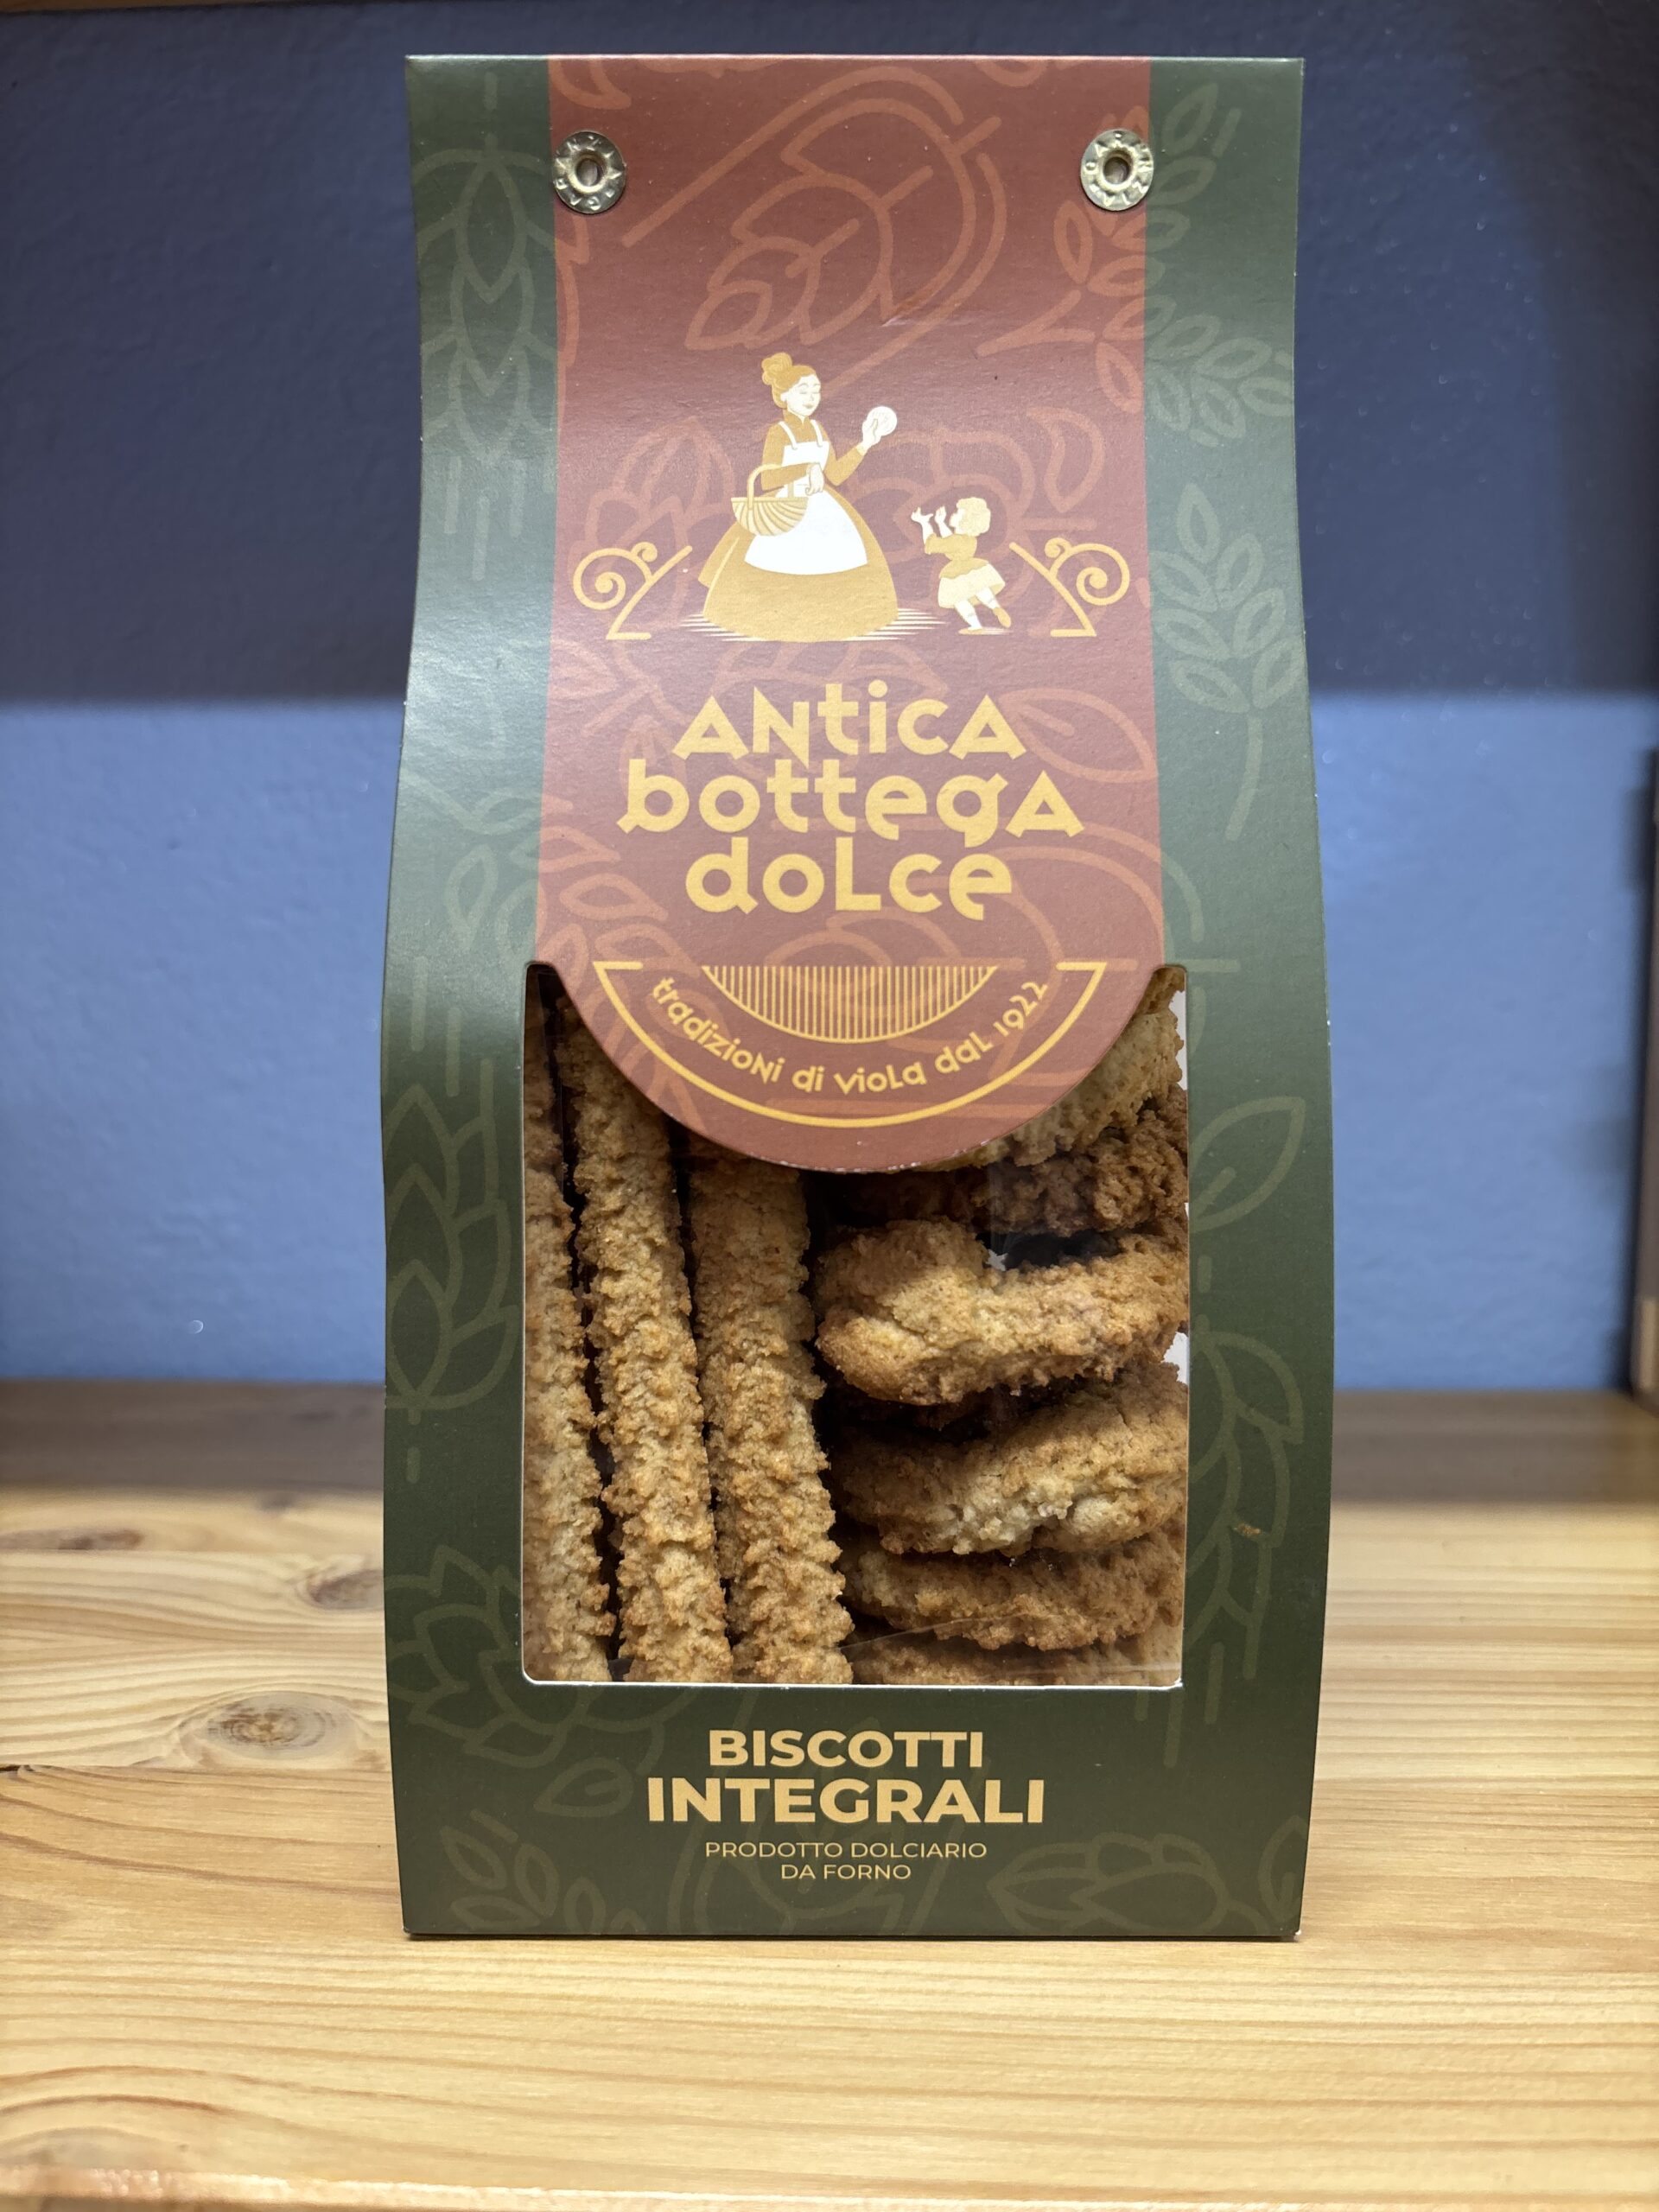 ANticA
bottegA
doLce
tradizioNi di vioLa daL 1922
BISCOTTI
INTEGRALI
PRODOTTO DOLCIARIO
DA FORNO